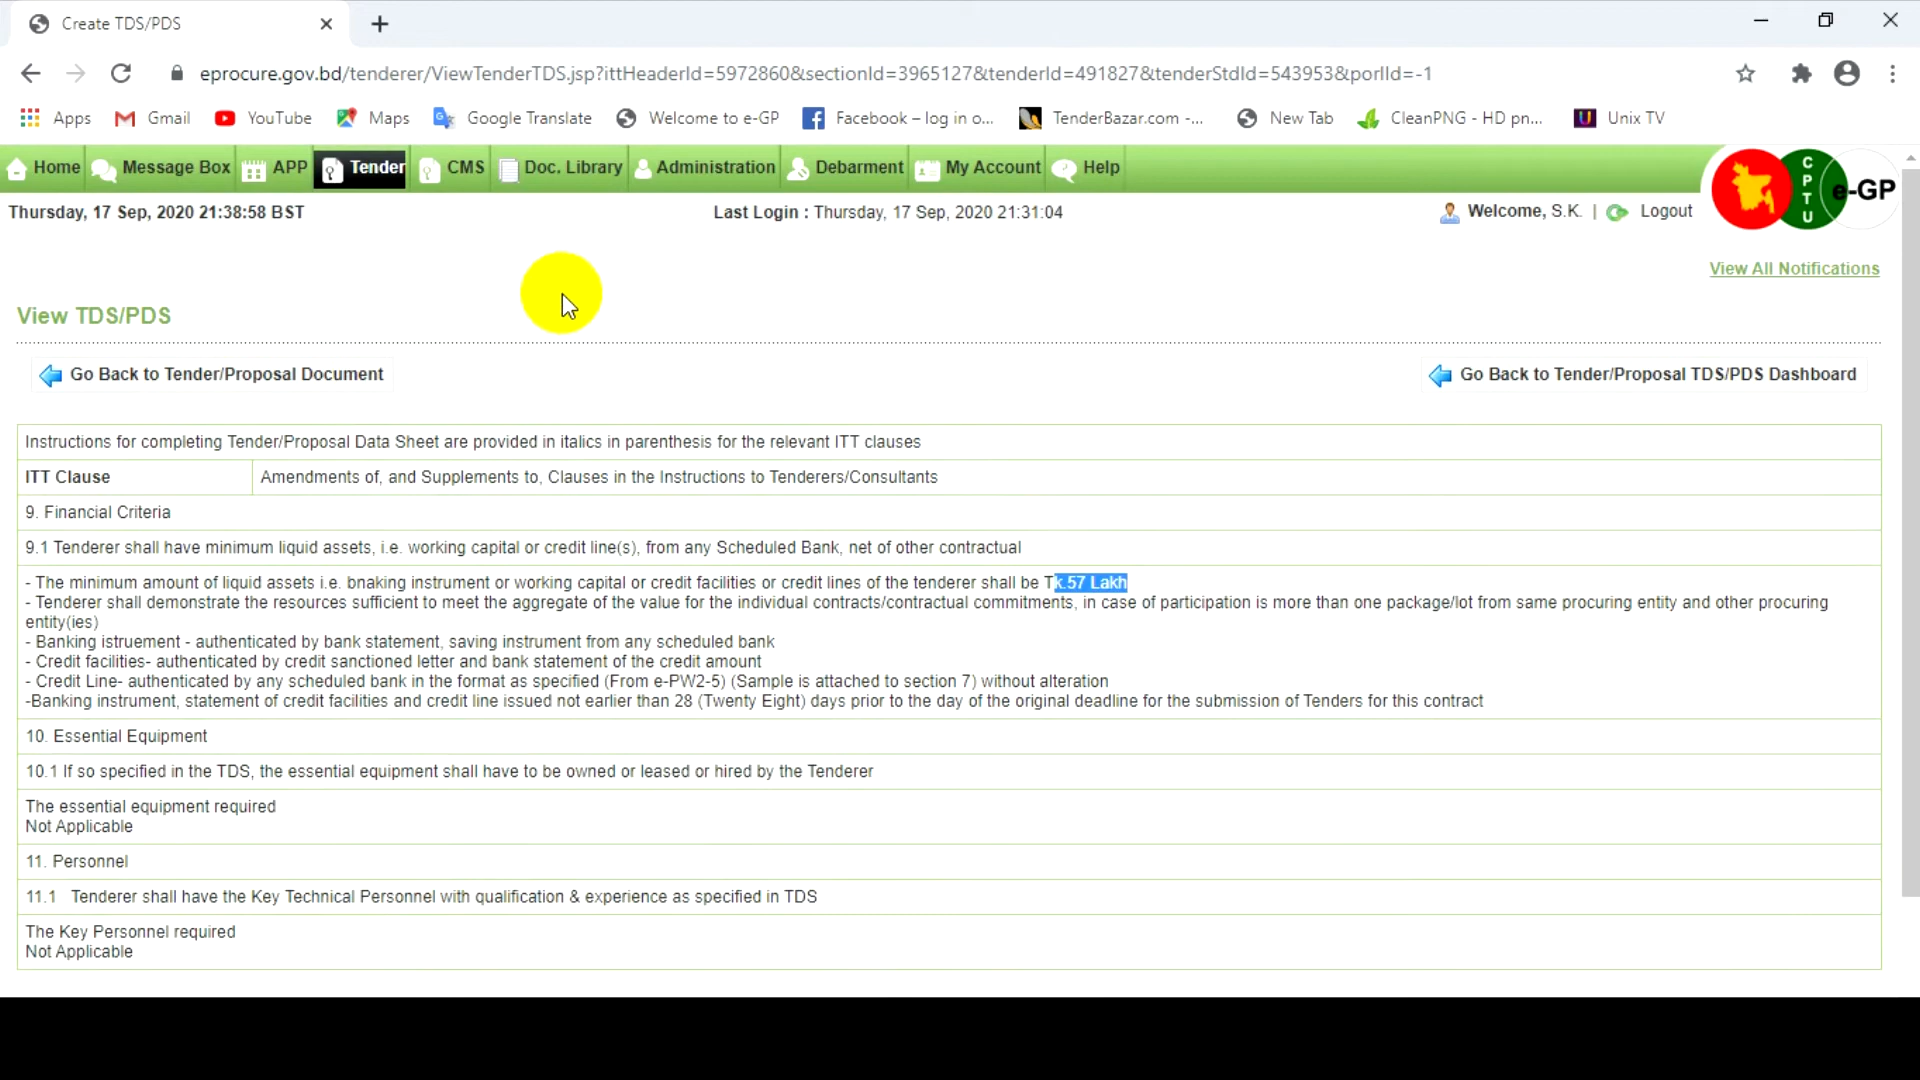 Create TDS/PDS
eprocure.gov.bd/tenderer/ViewTenderTDS.jsp?ittHeaderId=5972860&sectionId=3965127&tenderId=491827&tenderStdId=543953&porlId=-1
Apps Gmail YouTube Maps Google Translate Welcome to e-GP Facebook – log in o... TenderBazar.com -... New Tab CleanPNG - HD pn... Unix TV
Home Message Box APP Tender CMS Doc. Library Administration Debarment My Account Help
CPTU e-GP
Thursday, 17 Sep, 2020 21:38:58 BST Last Login : Thursday, 17 Sep, 2020 21:31:04 Welcome, S.K. | Logout
View All Notifications
View TDS/PDS
Go Back to Tender/Proposal Document Go Back to Tender/Proposal TDS/PDS Dashboard
Instructions for completing Tender/Proposal Data Sheet are provided in italics in parenthesis for the relevant ITT clauses
ITT Clause Amendments of, and Supplements to, Clauses in the Instructions to Tenderers/Consultants
9. Financial Criteria
9.1 Tenderer shall have minimum liquid assets, i.e. working capital or credit line(s), from any Scheduled Bank, net of other contractual
- The minimum amount of liquid assets i.e. bnaking instrument or working capital or credit facilities or credit lines of the tenderer shall be Tk.57 Lakh
- Tenderer shall demonstrate the resources sufficient to meet the aggregate of the value for the individual contracts/contractual commitments, in case of participation is more than one package/lot from same procuring entity and other procuring
entity(ies)
- Banking istruement - authenticated by bank statement, saving instrument from any scheduled bank
- Credit facilities- authenticated by credit sanctioned letter and bank statement of the credit amount
- Credit Line- authenticated by any scheduled bank in the format as specified (From e-PW2-5) (Sample is attached to section 7) without alteration
-Banking instrument, statement of credit facilities and credit line issued not earlier than 28 (Twenty Eight) days prior to the day of the original deadline for the submission of Tenders for this contract
10. Essential Equipment
10.1 If so specified in the TDS, the essential equipment shall have to be owned or leased or hired by the Tenderer
The essential equipment required
Not Applicable
11. Personnel
11.1 Tenderer shall have the Key Technical Personnel with qualification & experience as specified in TDS
The Key Personnel required
Not Applicable